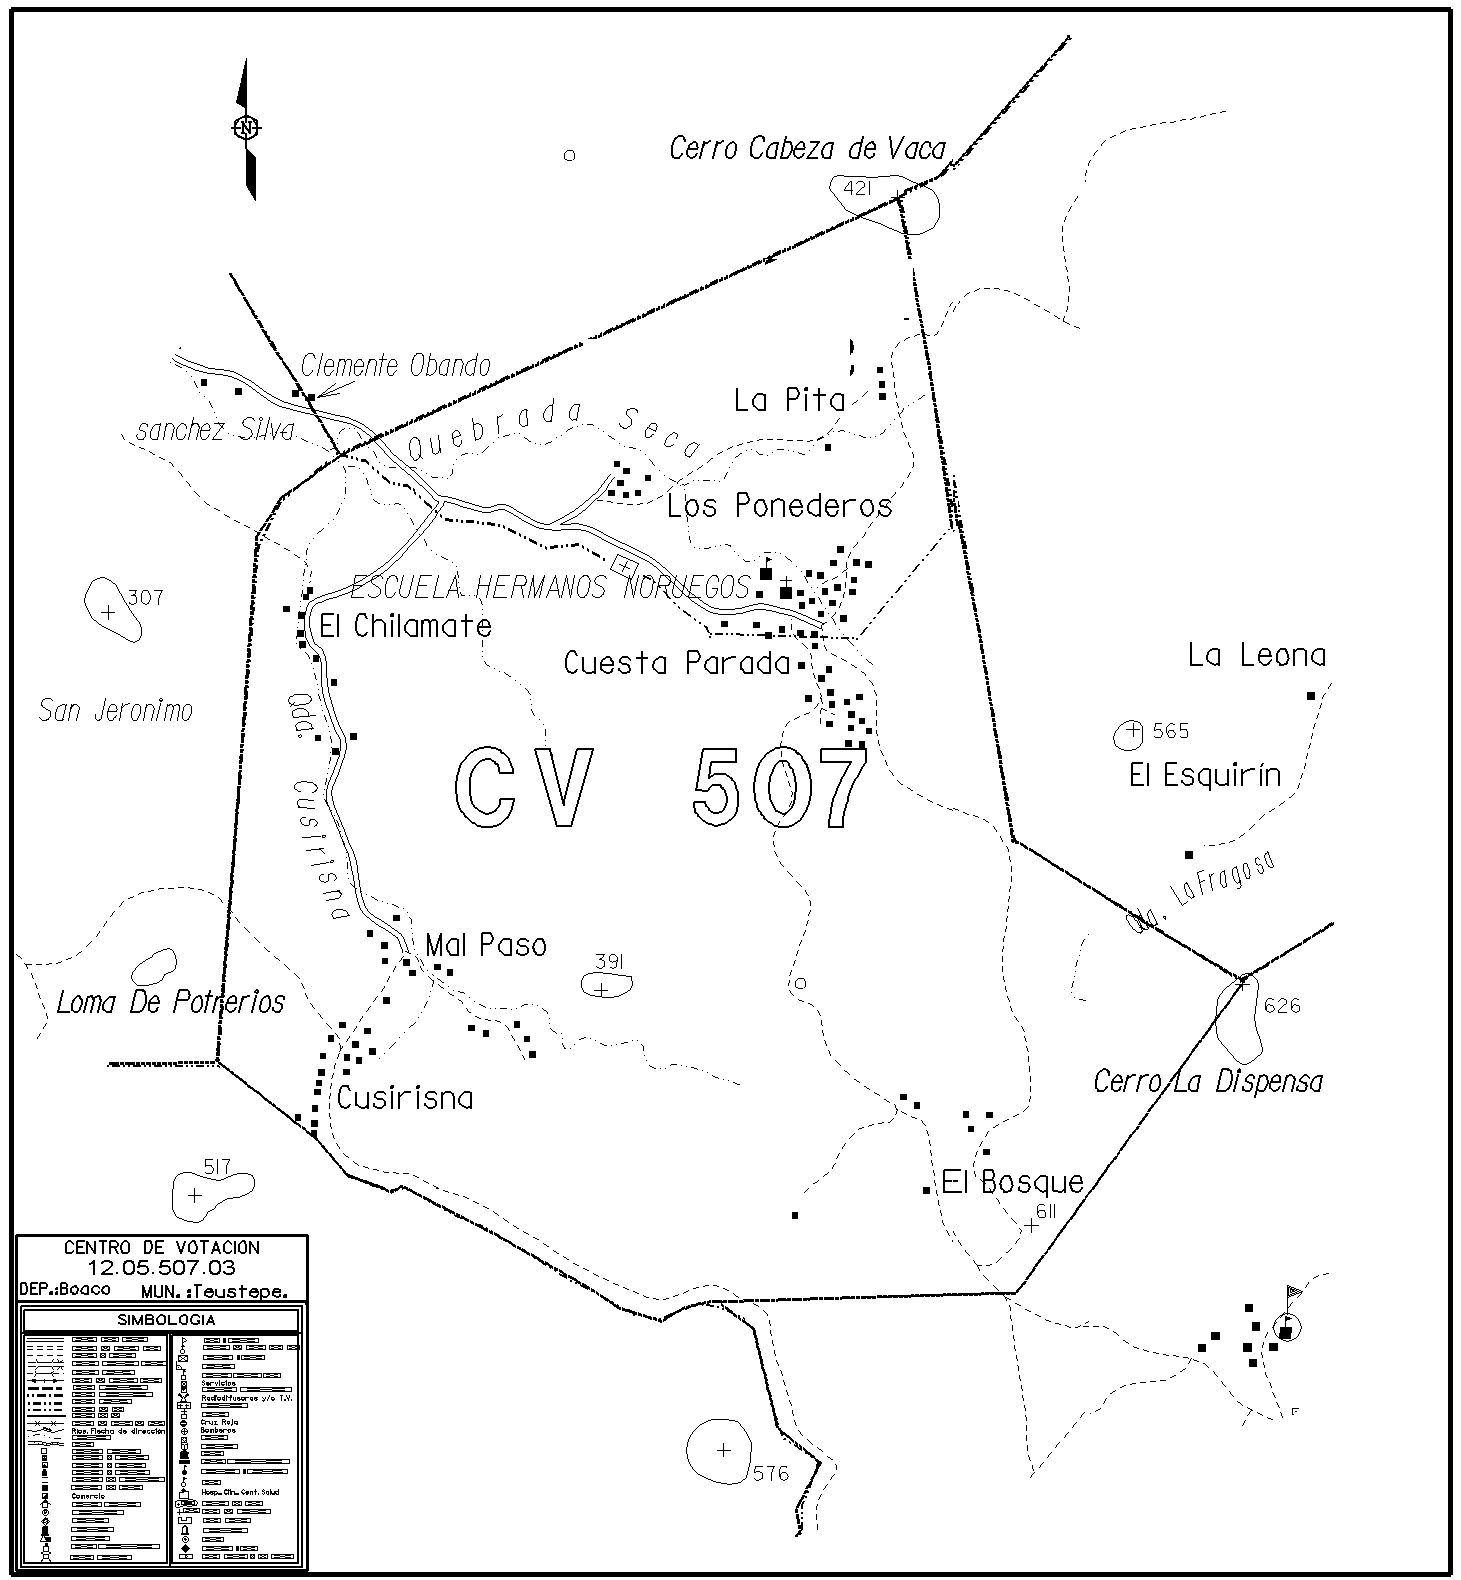 N
Cerro Cabeza de Vaca
421
Clemente Obando
La Pita
sanchez Silva
Quebrada Seca
Los Ponederos
ESCUELA HERMANOS NORUEGOS
307
El Chilamate
Cuesta Parada
La Leona
San Jeronimo
565
El Esquirín
CV 507
Qda. Cusirisna
La Fragosa
Mal Paso
391
Loma De Potrerios
626
Cerro La Dispensa
Cusirisna
517
El Bosque
611
CENTRO DE VOTACIÓN
12.05.507.03
DEP.:Boaco MUN.:Teustepe.
SIMBOLOGIA
Servicios
Radiodifusoras y/o T.V.
Cruz Roja
Rios, Flecha de dirección
Bomberos
Hosp., Clin., Cent. Salud
Comercio
576